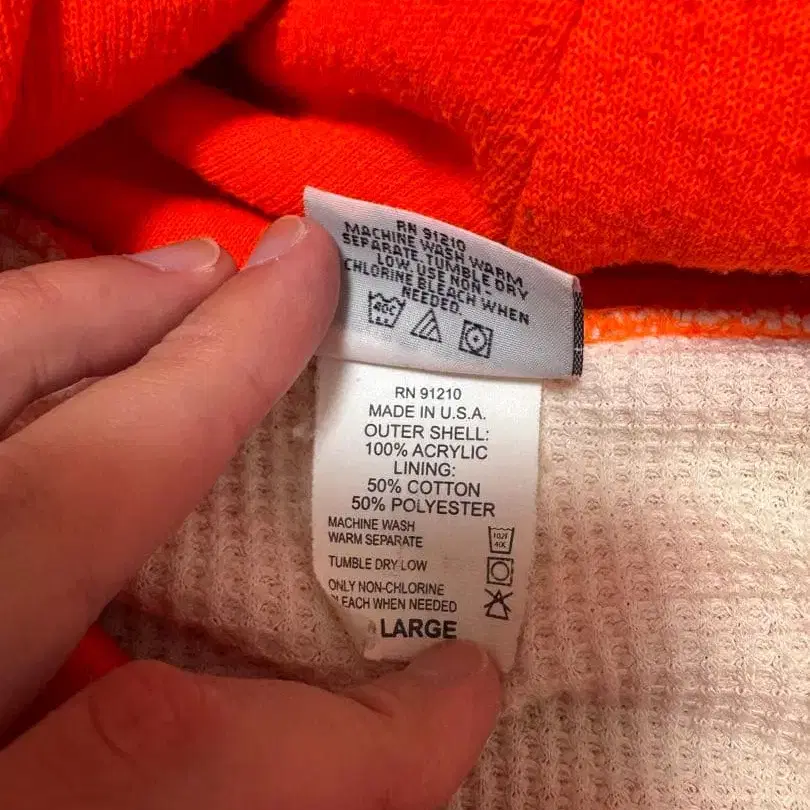 RN 91210
MACHINE WASH WARM
SEPARATE. TUMBLE DRY
LOW. USE NON-
CHLORINE BLEACH WHEN
NEEDED.
40C
RN 91210
MADE IN U.S.A.
OUTER SHELL:
100% ACRYLIC
LINING:
50% COTTON
50% POLYESTER
MACHINE WASH
WARM SEPARATE
TUMBLE DRY LOW
ONLY NON-CHLORINE
BLEACH WHEN NEEDED
LARGE